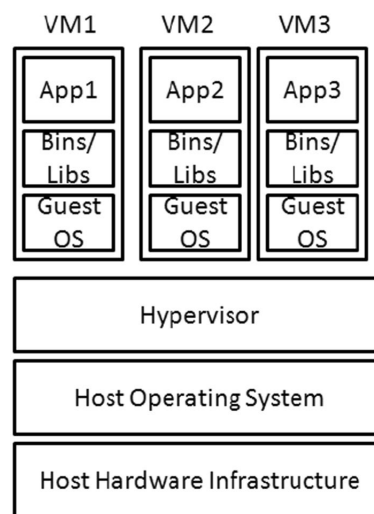 VM1 VM2 VM3
App1 App2 App3
Bins/ Bins/ Bins/
Libs Libs Libs
Guest Guest Guest
OS OS OS
Hypervisor
Host Operating System
Host Hardware Infrastructure